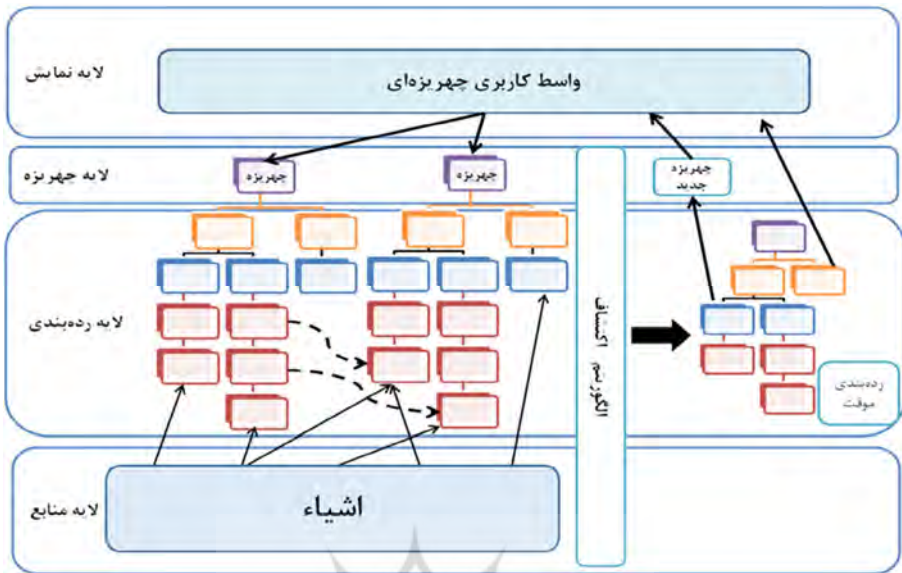 لایه نمایش
واسط کاربری چهریزه‌ای
لایه چهریزه
چهریزه
چهریزه
چهریزه
جدید
لایه رده‌بندی
الگوریتم اکتشاف
رده‌بندی
موقت
لایه منابع
اشیاء